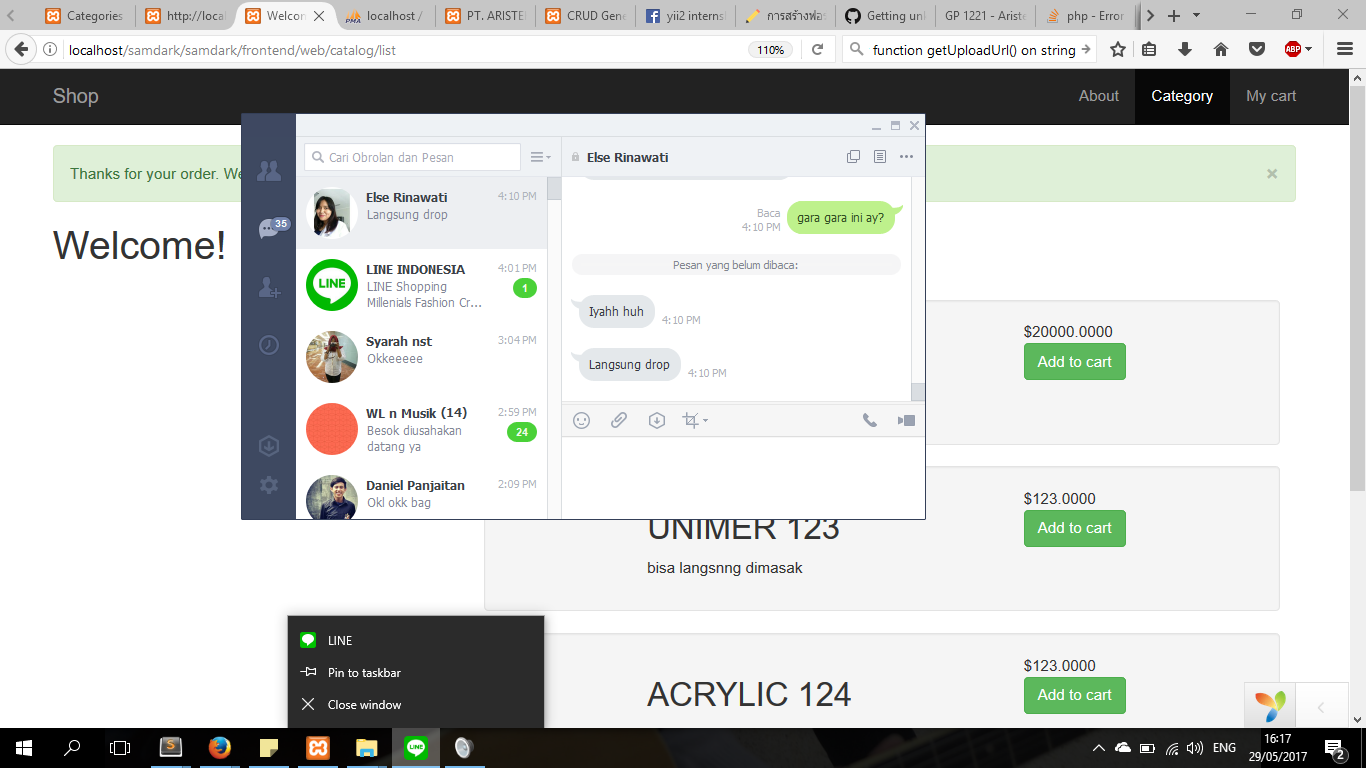 Categories
http://local
Welcom
localhost /
PT. ARISTE
CRUD Gene
yii2 interns
การสร้างฟอร
Getting unk
GP 1221 - Ariste
php - Error
localhost/samdark/samdark/frontend/web/catalog/list
110%
function getUploadUrl() on string
ABP
Shop
About
Category
My cart
Thanks for your order. We
×
Welcome!
Cari Obrolan dan Pesan
Else Rinawati
35
Else Rinawati
4:10 PM
Langsung drop
LINE
LINE INDONESIA
4:01 PM
LINE Shopping
Millenials Fashion Cr...
1
Syarah nst
3:04 PM
Okkeeeee
WL n Musik (14)
2:59 PM
Besok diusahakan
datang ya
24
Daniel Panjaitan
2:09 PM
Okl okk bag
Baca
4:10 PM
gara gara ini ay?
Pesan yang belum dibaca:
Iyahh huh
4:10 PM
Langsung drop
4:10 PM
$20000.0000
Add to cart
UNIMER 123
bisa langsnng dimasak
$123.0000
Add to cart
ACRYLIC 124
$123.0000
Add to cart
LINE
Pin to taskbar
Close window
LINE
ENG
16:17
29/05/2017
2